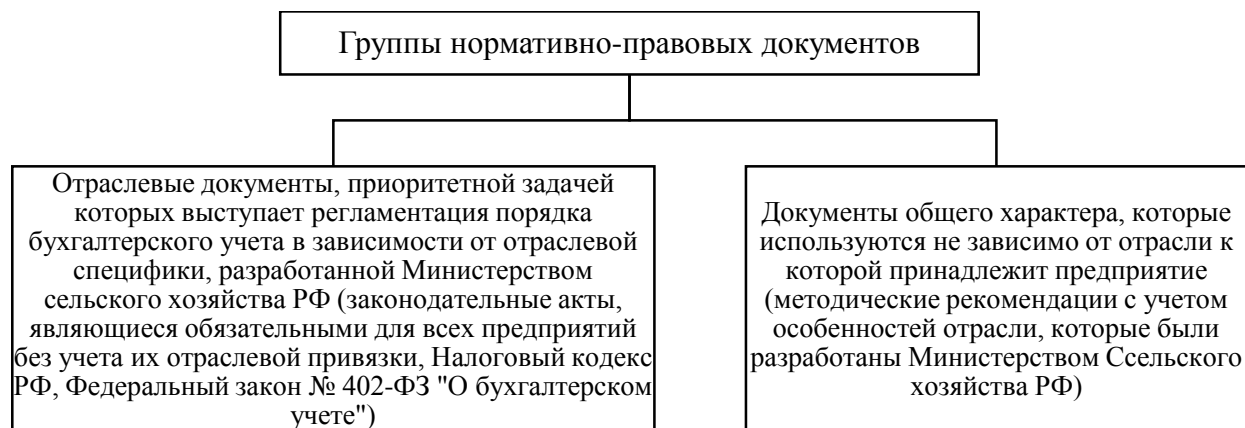 Группы нормативно-правовых документов
Отраслевые документы, приоритетной задачей
которых выступает регламентация порядка
бухгалтерского учета в зависимости от отраслевой
специфики, разработанной Министерством
сельского хозяйства РФ (законодательные акты,
являющиеся обязательными для всех предприятий
без учета их отраслевой привязки, Налоговый кодекс
РФ, Федеральный закон № 402-ФЗ "О бухгалтерском
учете")
Документы общего характера, которые
используются не зависимо от отрасли к
которой принадлежит предприятие
(методические рекомендации с учетом
особенностей отрасли, которые были
разработаны Министерством Ссельского
хозяйства РФ)